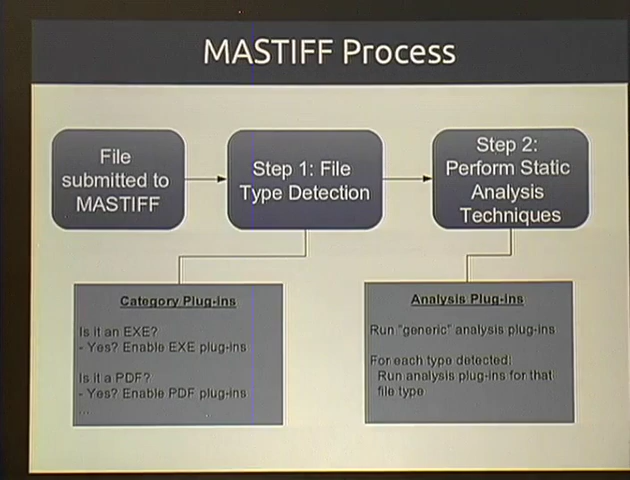 MASTIFF Process
File
submitted to
MASTIFF
Step 1: File
Type Detection
Step 2:
Perform Static
Analysis
Techniques
Category Plug-ins
Is it an EXE?
- Yes? Enable EXE plug-ins
Is it a PDF?
- Yes? Enable PDF plug-ins
...
Analysis Plug-ins
Run "generic" analysis plug-ins
For each type detected:
Run analysis plug-ins for that
file type